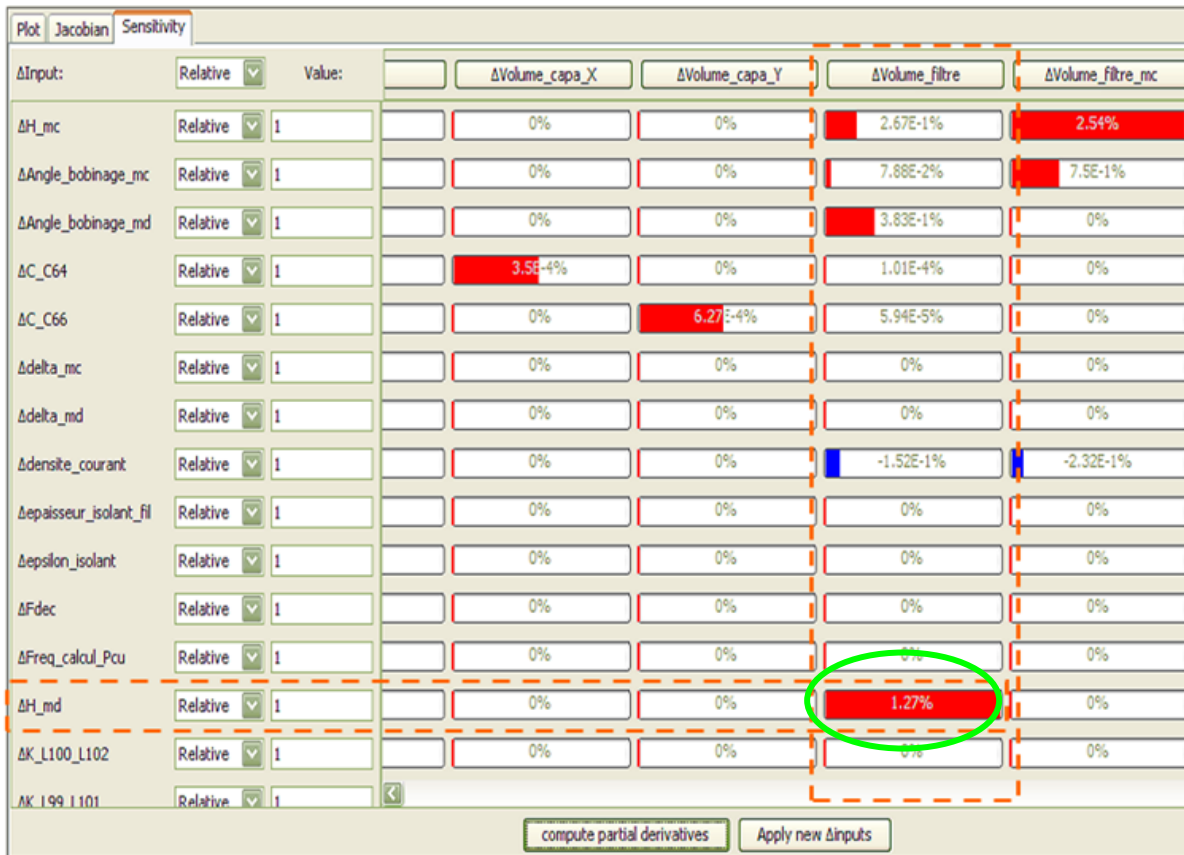 Plot Jacobian Sensitivity
ΔInput: Relative Value: ΔVolume_capa_X ΔVolume_capa_Y ΔVolume_filtre ΔVolume_filtre_mc
ΔH_mc Relative 1 0% 0% 2.67E-1% 2.54%
ΔAngle_bobinage_mc Relative 1 0% 0% 7.88E-2% 7.5E-1%
ΔAngle_bobinage_md Relative 1 0% 0% 3.83E-1% 0%
ΔC_C64 Relative 1 3.5E-4% 0% 1.01E-4% 0%
ΔC_C66 Relative 1 0% 6.27E-4% 5.94E-5% 0%
Δdelta_mc Relative 1 0% 0% 0% 0%
Δdelta_md Relative 1 0% 0% 0% 0%
Δdensite_courant Relative 1 0% 0% -1.52E-1% -2.32E-1%
Δepaisseur_isolant_fil Relative 1 0% 0% 0% 0%
Δepsilon_isolant Relative 1 0% 0% 0% 0%
ΔFdec Relative 1 0% 0% 0% 0%
ΔFreq_calcul_Pcu Relative 1 0% 0% 0% 0%
ΔH_md Relative 1 0% 0% 1.27% 0%
ΔK_L100_L102 Relative 1 0% 0% 0% 0%
ΔK_L99_L101 Relative 1
compute partial derivatives Apply new Δinputs